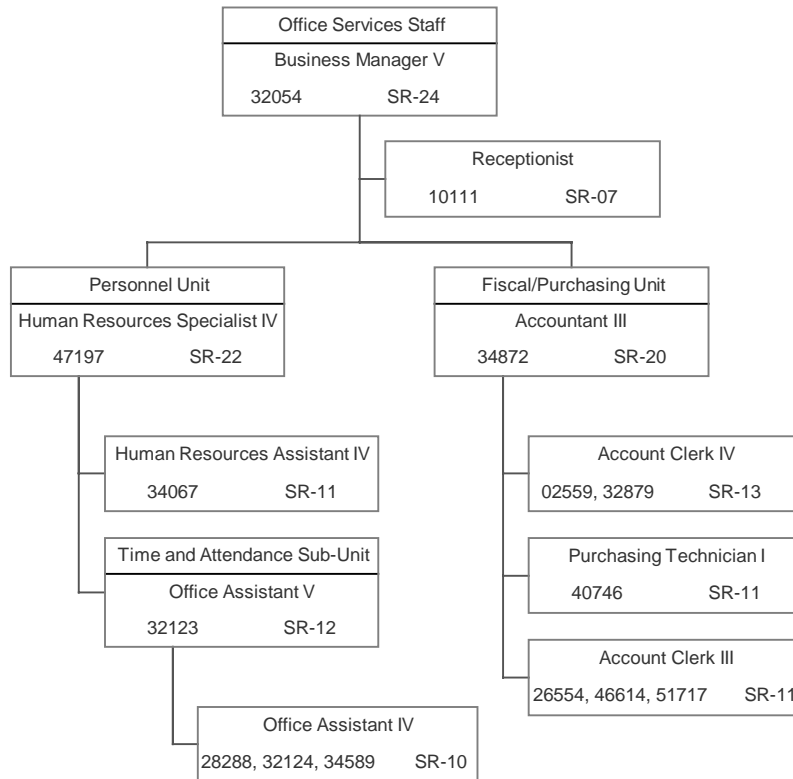 Office Services Staff
Business Manager V
32054 SR-24
Receptionist
10111 SR-07
Personnel Unit
Human Resources Specialist IV
47197 SR-22
Fiscal/Purchasing Unit
Accountant III
34872 SR-20
Human Resources Assistant IV
34067 SR-11
Time and Attendance Sub-Unit
Office Assistant V
32123 SR-12
Office Assistant IV
28288, 32124, 34589 SR-10
Account Clerk IV
02559, 32879 SR-13
Purchasing Technician I
40746 SR-11
Account Clerk III
26554, 46614, 51717 SR-11